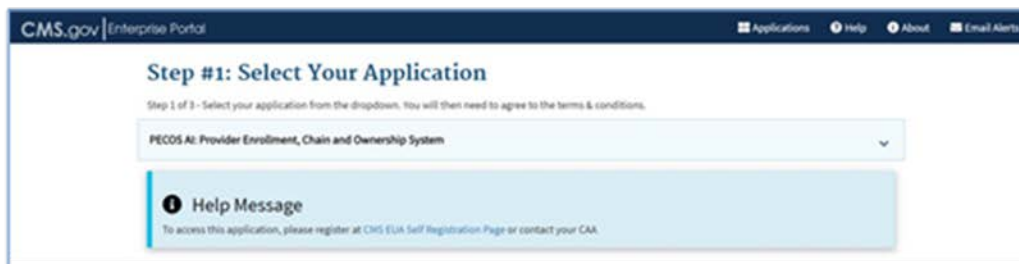 CMS.gov Enterprise Portal Applications Help About Email Alerts
Step #1: Select Your Application
Step 1 of 3 - Select your application from the dropdown. You will then need to agree to the terms & conditions.
PECOS AI: Provider Enrollment, Chain and Ownership System
Help Message
To access this application, please register at CMS EUA Self Registration Page or contact your CAA